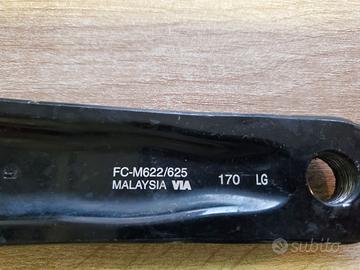 FC-M622/625
MALAYSIA VIA 170 LG
subito